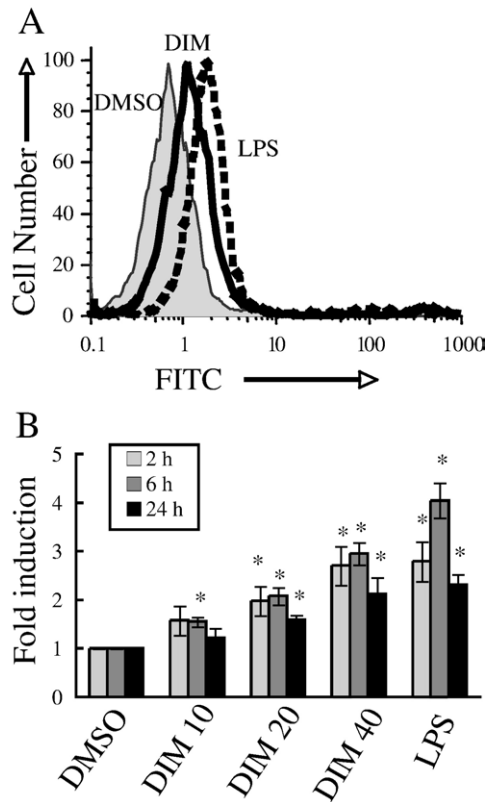 A
DIM
DMSO
LPS
100
80
60
40
20
0
Cell Number
0.1 1 10 100 1000
FITC
B
5
4
3
2
1
0
Fold induction
2 h
6 h
24 h
* * * * * * * * * *
DMSO DIM 10 DIM 20 DIM 40 LPS